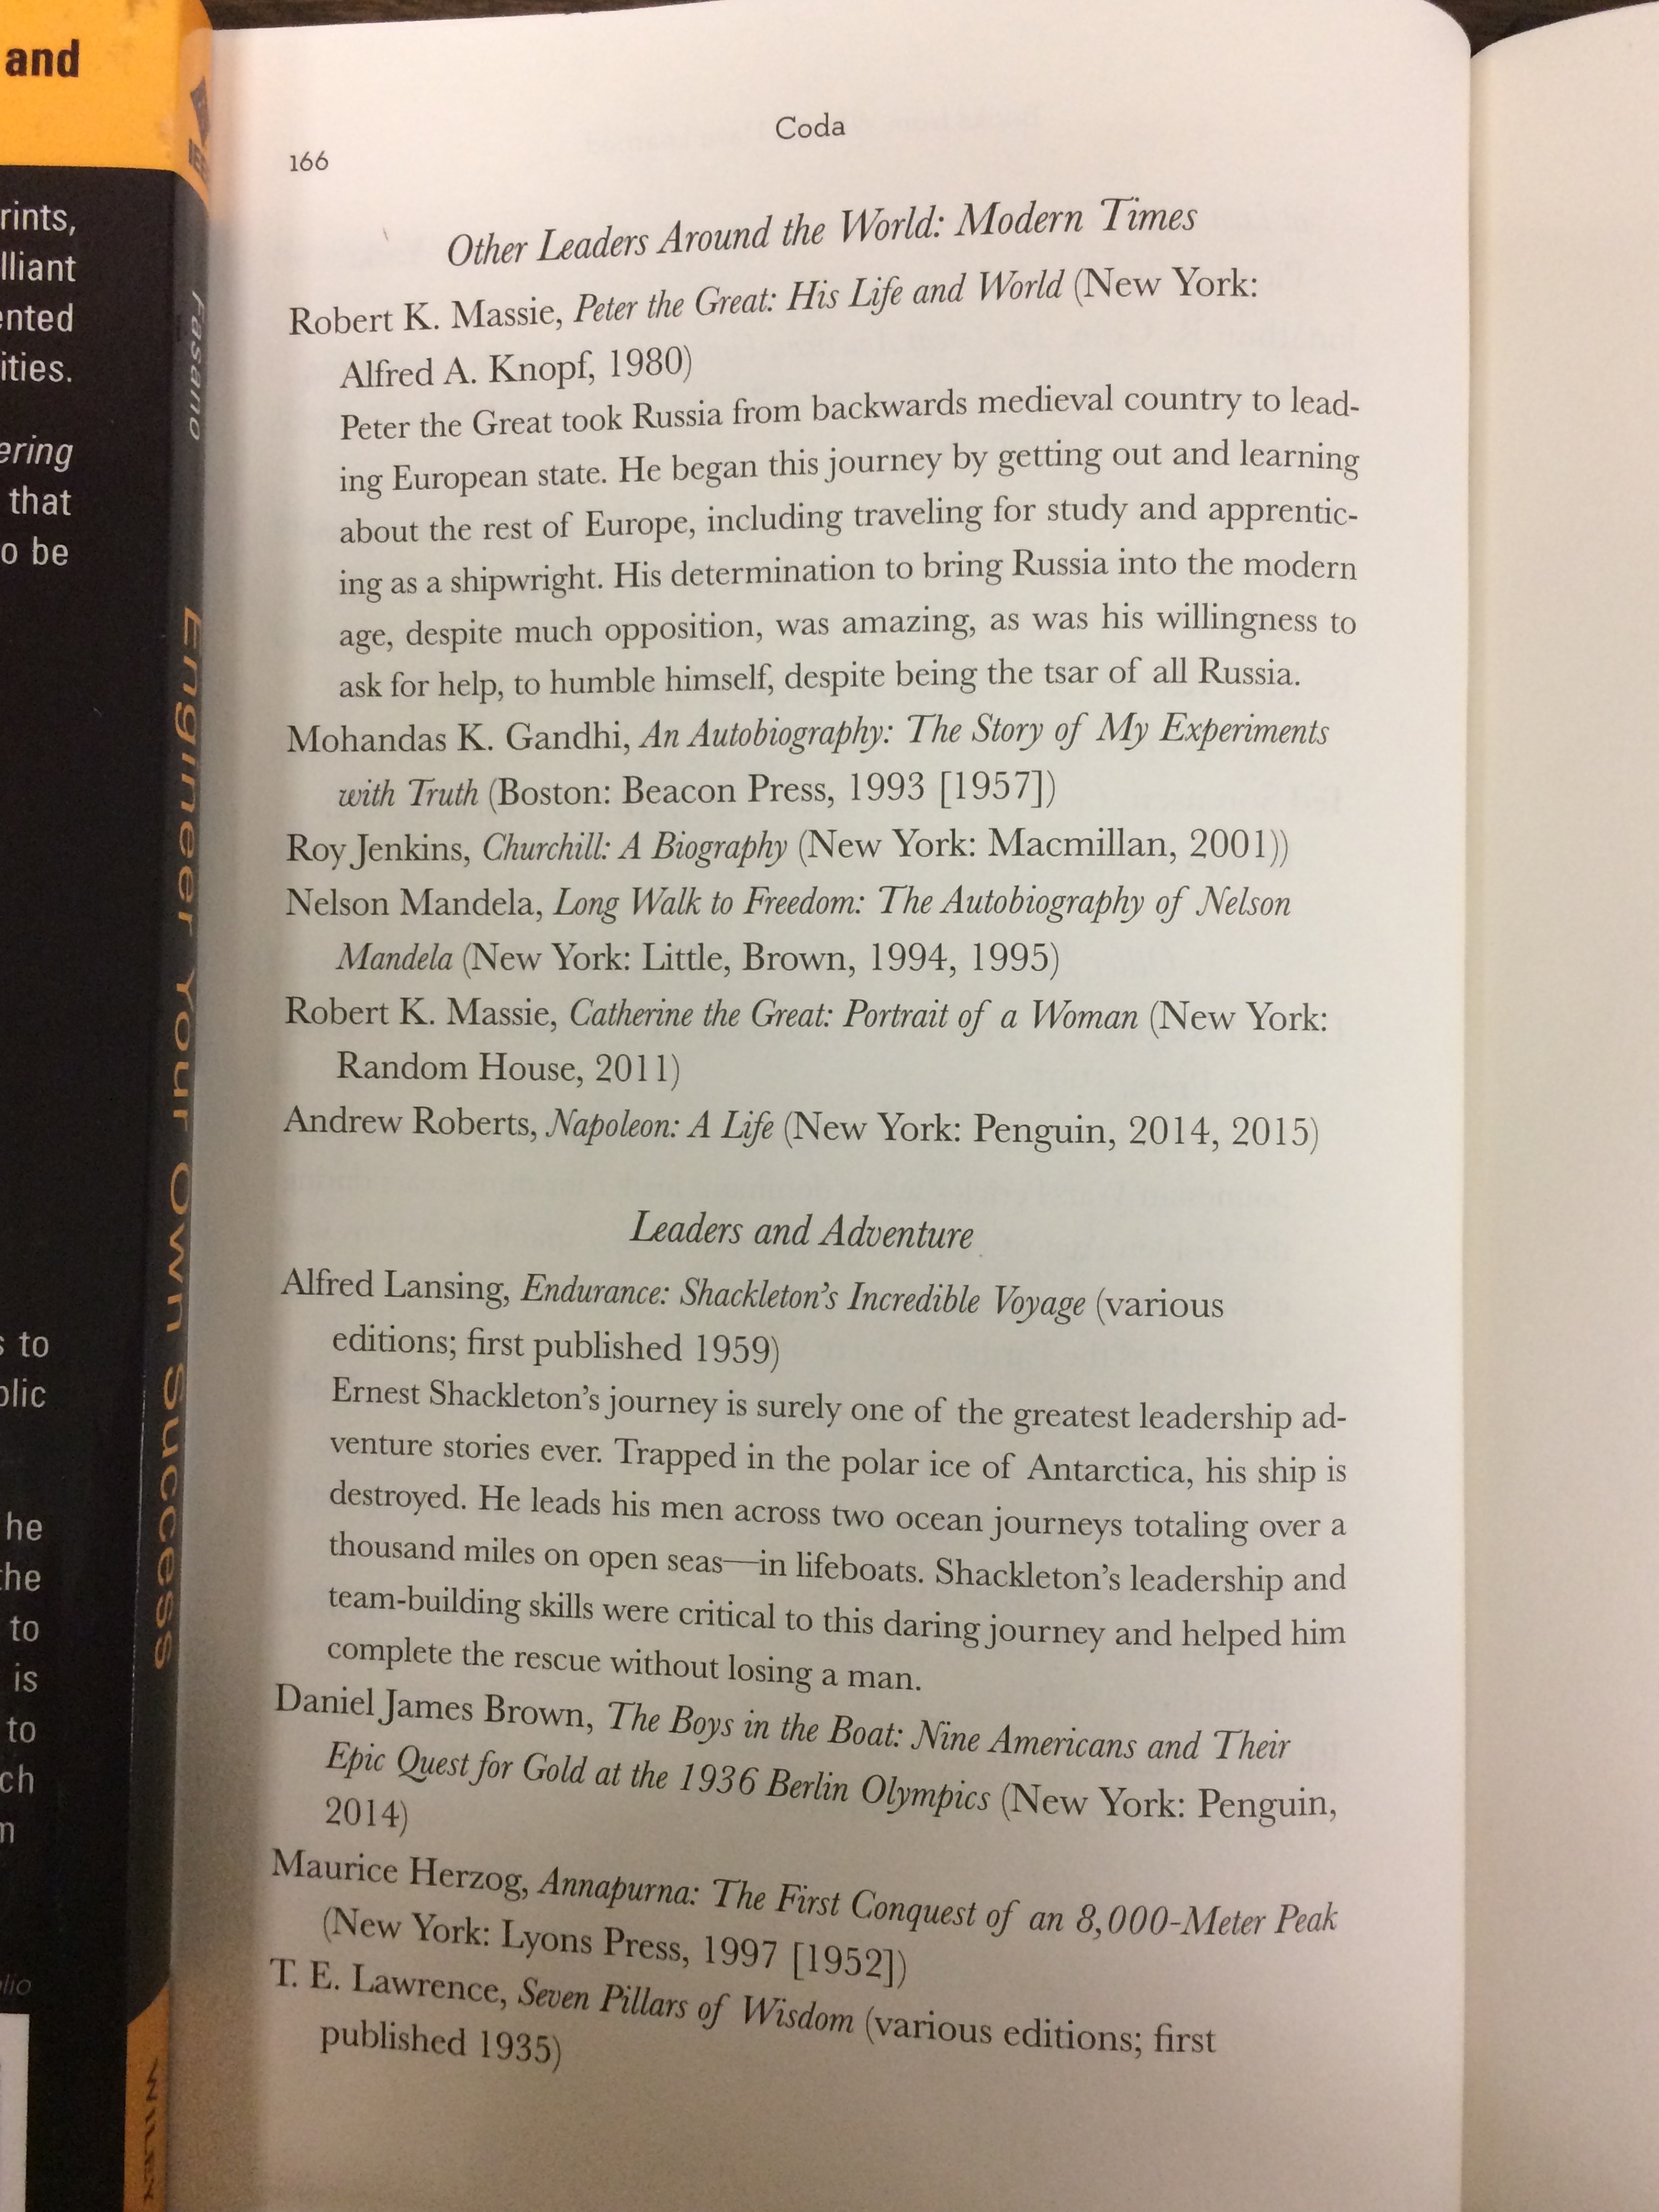 and
rints,
lliant
ented
ities.
ering
that
o be
s to
blic
he
the
to
is
to
ch
Fasano
Engineer Your Own Success
WILEY
Coda
166
Other Leaders Around the World: Modern Times
Robert K. Massie, Peter the Great: His Life and World (New York:
Alfred A. Knopf, 1980)
Peter the Great took Russia from backwards medieval country to lead-
ing European state. He began this journey by getting out and learning
about the rest of Europe, including traveling for study and apprentic-
ing as a shipwright. His determination to bring Russia into the modern
age, despite much opposition, was amazing, as was his willingness to
ask for help, to humble himself, despite being the tsar of all Russia.
Mohandas K. Gandhi, An Autobiography: The Story of My Experiments
with Truth (Boston: Beacon Press, 1993 [1957])
Roy Jenkins, Churchill: A Biography (New York: Macmillan, 2001))
Nelson Mandela, Long Walk to Freedom: The Autobiography of Nelson
Mandela (New York: Little, Brown, 1994, 1995)
Robert K. Massie, Catherine the Great: Portrait of a Woman (New York:
Random House, 2011)
Andrew Roberts, Napoleon: A Life (New York: Penguin, 2014, 2015)
Leaders and Adventure
Alfred Lansing, Endurance: Shackleton's Incredible Voyage (various
editions; first published 1959)
Ernest Shackleton's journey is surely one of the greatest leadership ad-
venture stories ever. Trapped in the polar ice of Antarctica, his ship is
destroyed. He leads his men across two ocean journeys totaling over a
thousand miles on open seas—in lifeboats. Shackleton's leadership and
team-building skills were critical to this daring journey and helped him
complete the rescue without losing a man.
Daniel James Brown, The Boys in the Boat: Nine Americans and Their
Epic Quest for Gold at the 1936 Berlin Olympics (New York: Penguin,
2014)
Maurice Herzog, Annapurna: The First Conquest of an 8,000-Meter Peak
(New York: Lyons Press, 1997 [1952])
T. E. Lawrence, Seven Pillars of Wisdom (various editions; first
published 1935)